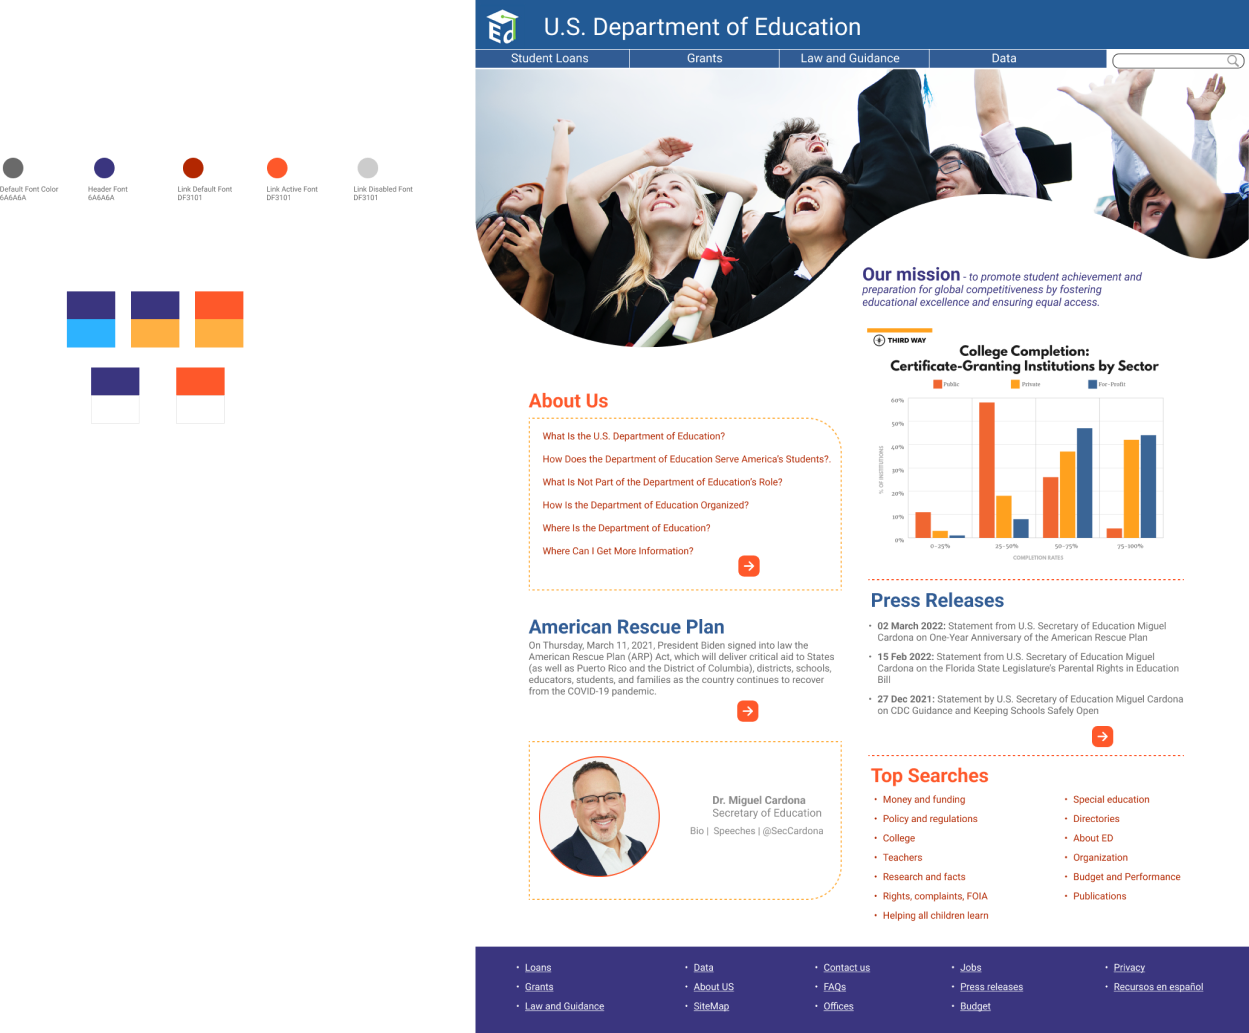 Ed
U.S. Department of Education
Student Loans
Grants
Law and Guidance
Data
Default Font Color
6A6A6A
Header Font
6A6A6A
Link Default Font
DF3101
Link Active Font
DF3101
Link Disabled Font
DF3101
Our mission - to promote student achievement and
preparation for global competitiveness by fostering
educational excellence and ensuring equal access.
THIRD WAY
College Completion:
Certificate-Granting Institutions by Sector
Public
Private
For-Profit
60%
50%
40%
30%
20%
10%
0%
% OF INSTITUTIONS
0-25%
25-50%
50-75%
75-100%
COMPLETION RATES
About Us
What Is the U.S. Department of Education?
How Does the Department of Education Serve America's Students?.
What Is Not Part of the Department of Education's Role?
How Is the Department of Education Organized?
Where Is the Department of Education?
Where Can I Get More Information?
American Rescue Plan
On Thursday, March 11, 2021, President Biden signed into law the
American Rescue Plan (ARP) Act, which will deliver critical aid to States
(as well as Puerto Rico and the District of Columbia), districts, schools,
educators, students, and families as the country continues to recover
from the COVID-19 pandemic.
Dr. Miguel Cardona
Secretary of Education
Bio | Speeches | @SecCardona
Press Releases
• 02 March 2022: Statement from U.S. Secretary of Education Miguel
Cardona on One-Year Anniversary of the American Rescue Plan
• 15 Feb 2022: Statement from U.S. Secretary of Education Miguel
Cardona on the Florida State Legislature's Parental Rights in Education
Bill
• 27 Dec 2021: Statement by U.S. Secretary of Education Miguel Cardona
on CDC Guidance and Keeping Schools Safely Open
Top Searches
• Money and funding
• Policy and regulations
• College
• Teachers
• Research and facts
• Rights, complaints, FOIA
• Helping all children learn
• Special education
• Directories
• About ED
• Organization
• Budget and Performance
• Publications
• Loans
• Grants
• Law and Guidance
• Data
• About US
• SiteMap
• Contact us
• FAQs
• Offices
• Jobs
• Press releases
• Budget
• Privacy
• Recursos en español